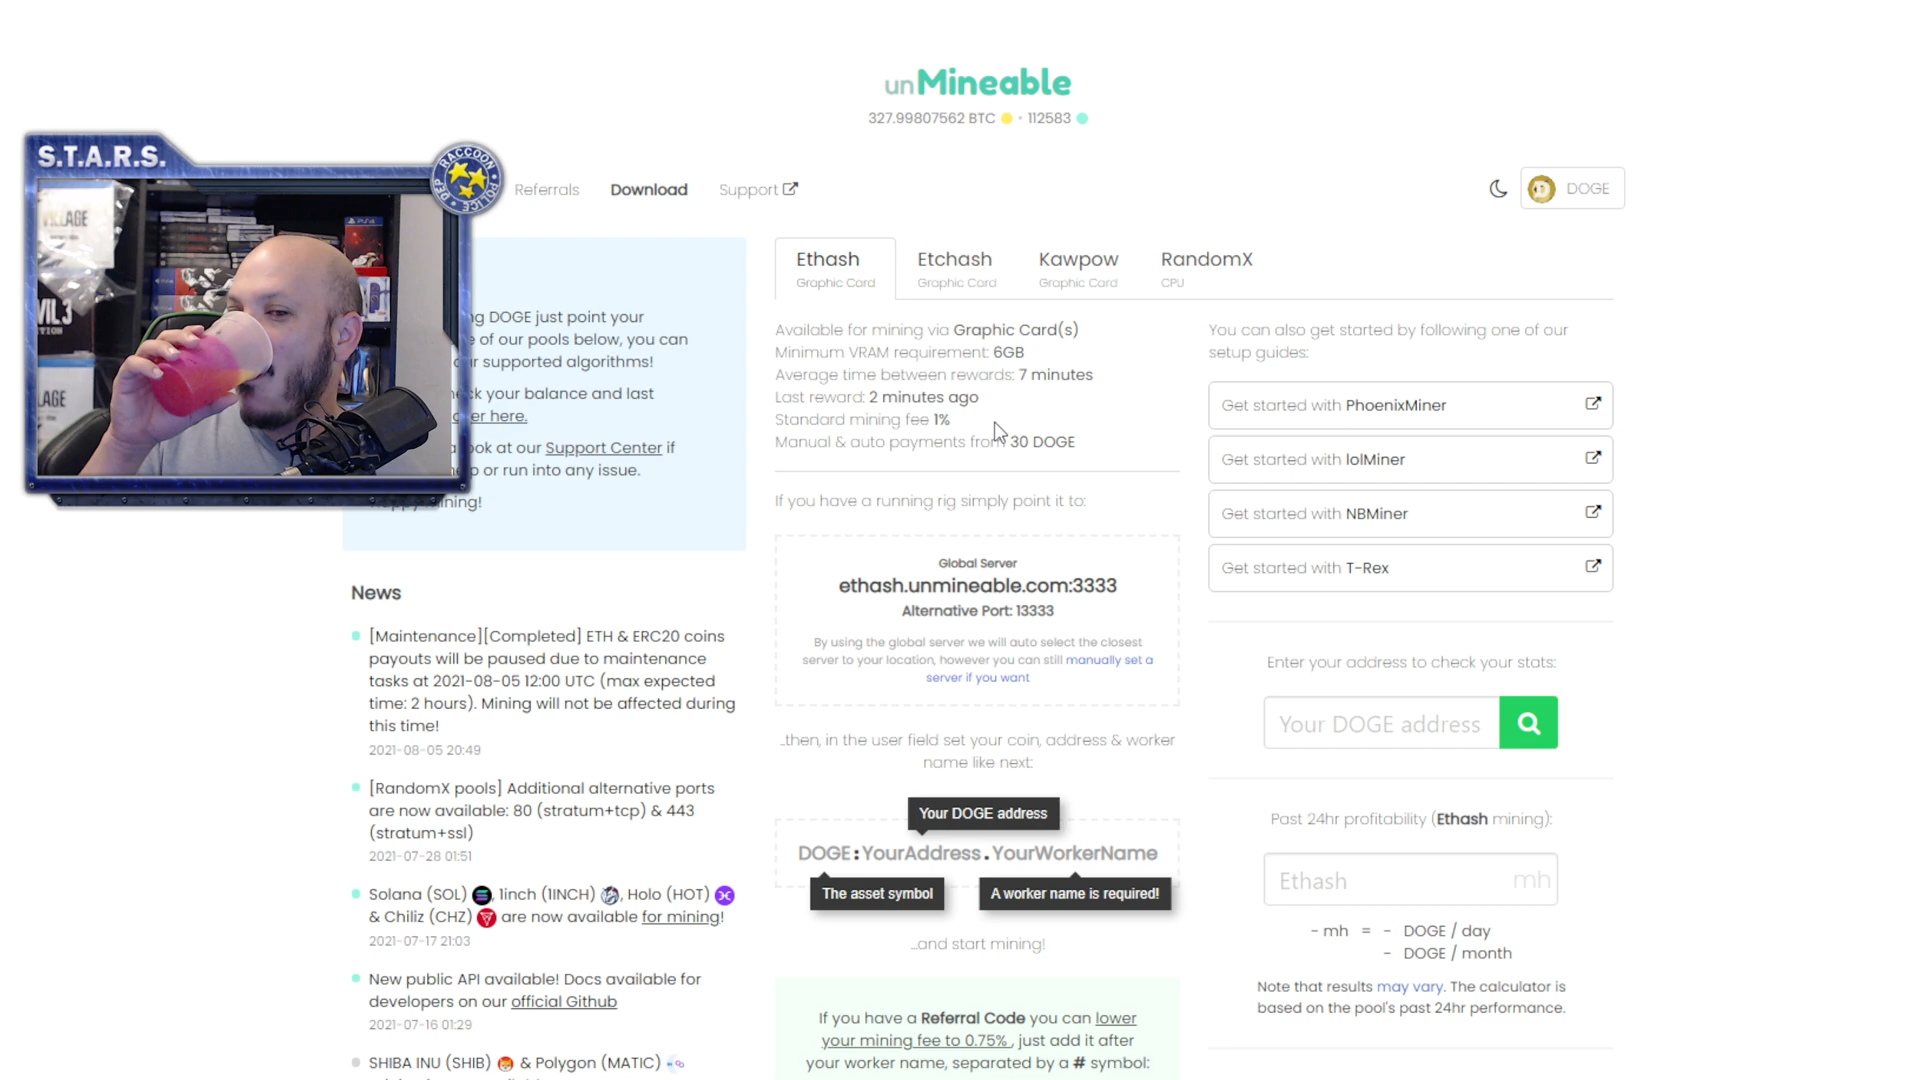 unMineable
327.99807562 BTC • 112583
S.T.A.R.S.
RACCOON
POLICE
Referrals
Download
Support
DOGE
VILLAGE
ng DOGE just point your
e of our pools below, you can
our supported algorithms!
your balance and last
here.
look at our Support Center if
or run into any issue.
Ethash
Graphic Card
Etchash
Graphic Card
Kawpow
Graphic Card
RandomX
CPU
Available for mining via Graphic Card(s)
Minimum VRAM requirement: 6GB
Average time between rewards: 7 minutes
Last reward: 2 minutes ago
Standard mining fee 1%
Manual & auto payments from 30 DOGE
If you have a running rig simply point it to:
Global Server
ethash.unmineable.com:3333
Alternative Port: 13333
By using the global server we will auto select the closest
server to your location, however you can still manually set a
server if you want
...then, in the user field set your coin, address & worker
name like next:
Your DOGE address
DOGE:YourAddress.YourWorkerName
The asset symbol
A worker name is required!
...and start mining!
If you have a Referral Code you can lower
your mining fee to 0.75% , just add it after
your worker name, separated by a # symbol:
You can also get started by following one of our
setup guides:
Get started with PhoenixMiner
Get started with lolMiner
Get started with NBMiner
Get started with T-Rex
Enter your address to check your stats:
Your DOGE address
Past 24hr profitability (Ethash mining):
Ethash mh
- mh = - DOGE / day
- DOGE / month
Note that results may vary. The calculator is
based on the pool's past 24hr performance.
News
[Maintenance][Completed] ETH & ERC20 coins
payouts will be paused due to maintenance
tasks at 2021-08-05 12:00 UTC (max expected
time: 2 hours). Mining will not be affected during
this time!
2021-08-05 20:49
[RandomX pools] Additional alternative ports
are now available: 80 (stratum+tcp) & 443
(stratum+ssl)
2021-07-28 01:51
Solana (SOL) , 1inch (1INCH) , Holo (HOT)
& Chiliz (CHZ) are now available for mining!
2021-07-17 21:03
New public API available! Docs available for
developers on our official Github
2021-07-16 01:29
SHIBA INU (SHIB) & Polygon (MATIC)